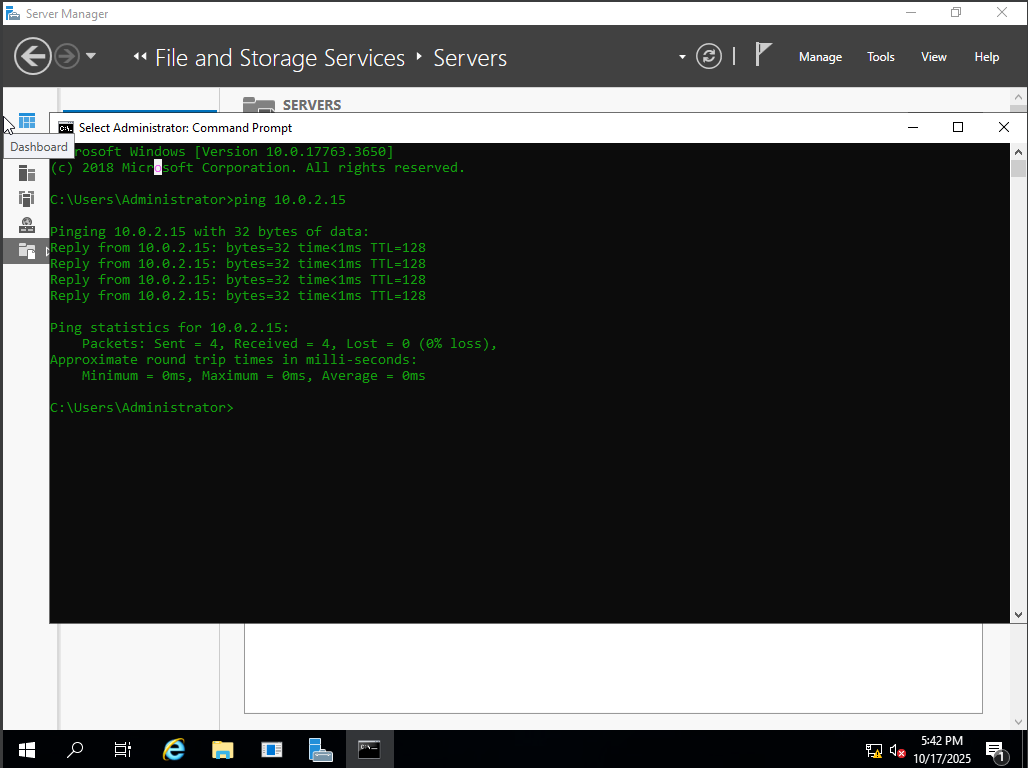 Server Manager
File and Storage Services
Servers
Manage
Tools
View
Help
SERVERS
Select Administrator: Command Prompt
Dashboard
rosoft Windows [Version 10.0.17763.3650]
(c) 2018 Microsoft Corporation. All rights reserved.
C:\Users\Administrator>ping 10.0.2.15
Pinging 10.0.2.15 with 32 bytes of data:
Reply from 10.0.2.15: bytes=32 time<1ms TTL=128
Reply from 10.0.2.15: bytes=32 time<1ms TTL=128
Reply from 10.0.2.15: bytes=32 time<1ms TTL=128
Reply from 10.0.2.15: bytes=32 time<1ms TTL=128
Ping statistics for 10.0.2.15:
Packets: Sent = 4, Received = 4, Lost = 0 (0% loss),
Approximate round trip times in milli-seconds:
Minimum = 0ms, Maximum = 0ms, Average = 0ms
C:\Users\Administrator>
5:42 PM
10/17/2025
1